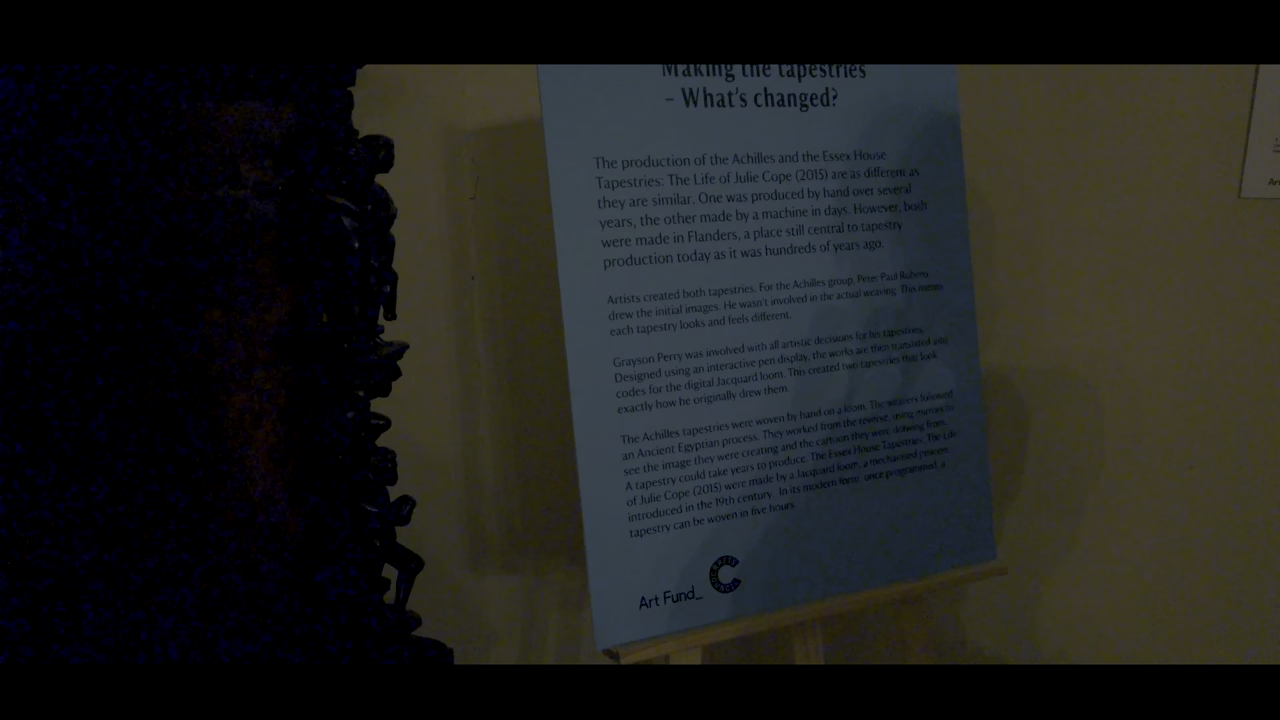 Making the tapestries
– What's changed?
The production of the Achilles and the Essex House
Tapestries: The Life of Julie Cope (2015) are as different as
they are similar. One was produced by hand over several
years, the other made by a machine in days. However, both
were made in Flanders, a place still central to tapestry
production today as it was hundreds of years ago.
Artists created both tapestries. For the Achilles group, Peter Paul Rubens
drew the initial images. He wasn't involved in the actual weaving. This means
each tapestry looks and feels different.
Grayson Perry was involved with all artistic decisions for his tapestries.
Designed using an interactive pen display, the works are then translated into
codes for the digital Jacquard loom. This created two tapestries that look
exactly how he originally drew them.
The Achilles tapestries were woven by hand on a loom. The weavers followed
an Ancient Egyptian process. They worked from the reverse, using mirrors to
see the image they were creating and the cartoon they were drawing from.
A tapestry could take years to produce. The Essex House Tapestries: The Life
of Julie Cope (2015) were made by a Jacquard loom, a mechanised process
introduced in the 19th century. In its modern form, once programmed, a
tapestry can be woven in five hours.
Art Fund_